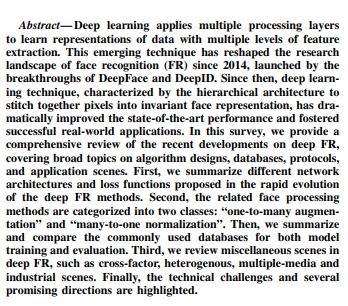 Abstract—Deep learning applies multiple processing layers
to learn representations of data with multiple levels of feature
extraction. This emerging technique has reshaped the research
landscape of face recognition (FR) since 2014, launched by the
breakthroughs of DeepFace and DeepID. Since then, deep learn-
ing technique, characterized by the hierarchical architecture to
stitch together pixels into invariant face representation, has dra-
matically improved the state-of-the-art performance and fostered
successful real-world applications. In this survey, we provide a
comprehensive review of the recent developments on deep FR,
covering broad topics on algorithm designs, databases, protocols,
and application scenes. First, we summarize different network
architectures and loss functions proposed in the rapid evolution
of the deep FR methods. Second, the related face processing
methods are categorized into two classes: “one-to-many augmen-
tation” and “many-to-one normalization”. Then, we summarize
and compare the commonly used databases for both model
training and evaluation. Third, we review miscellaneous scenes in
deep FR, such as cross-factor, heterogenous, multiple-media and
industrial scenes. Finally, the technical challenges and several
promising directions are highlighted.